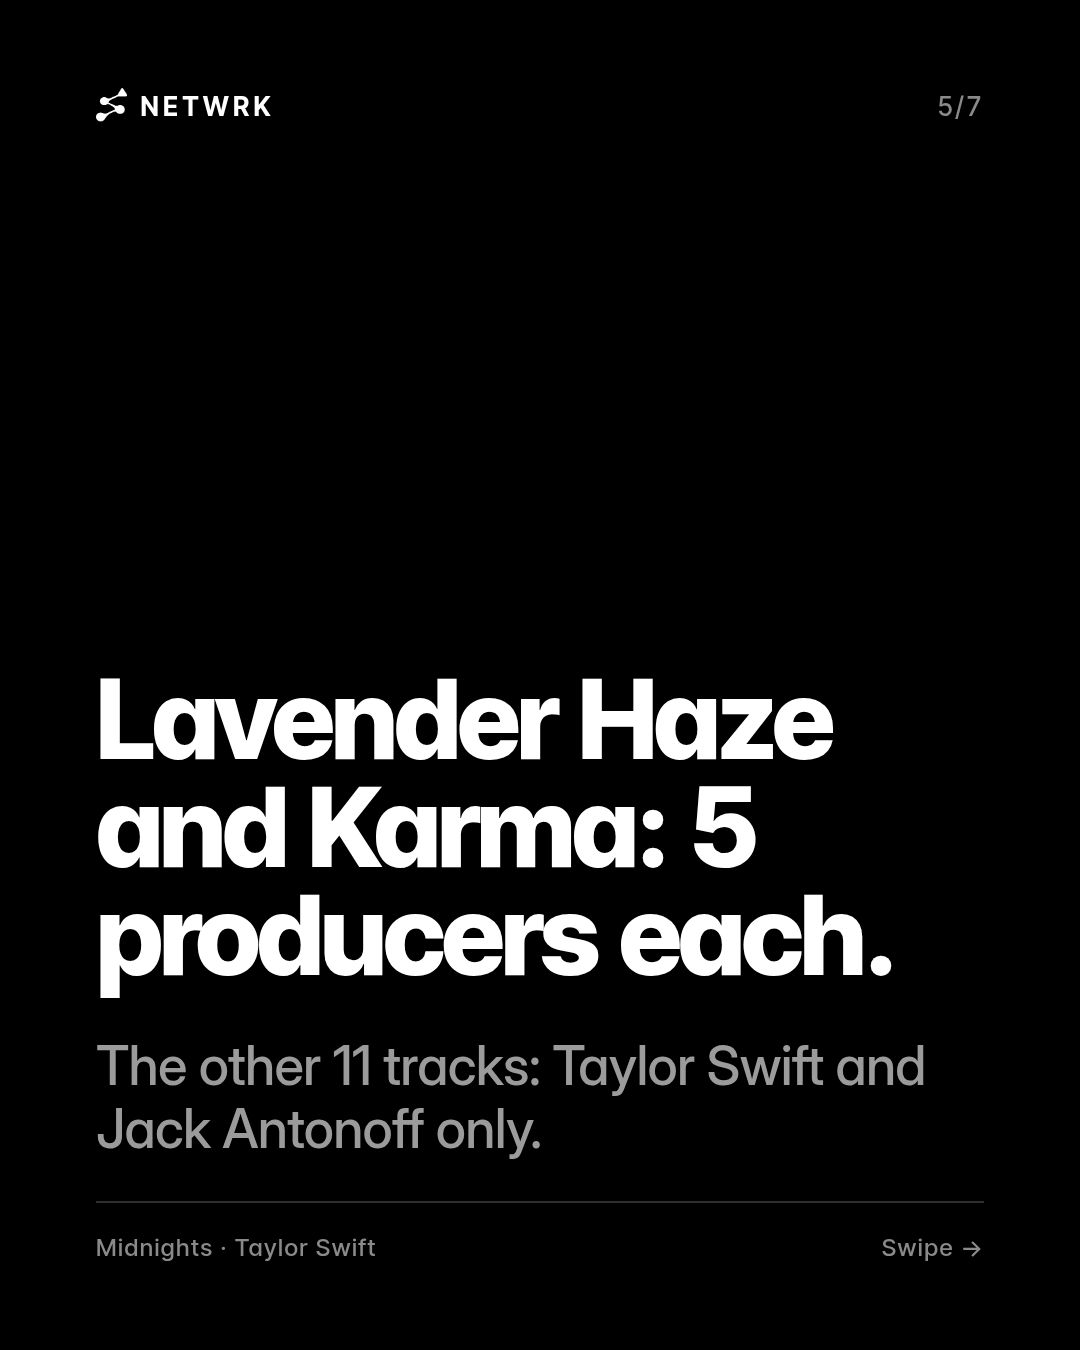 NETWRK
5/7
Lavender Haze
and Karma: 5
producers each.
The other 11 tracks: Taylor Swift and
Jack Antonoff only.
Midnights · Taylor Swift
Swipe →